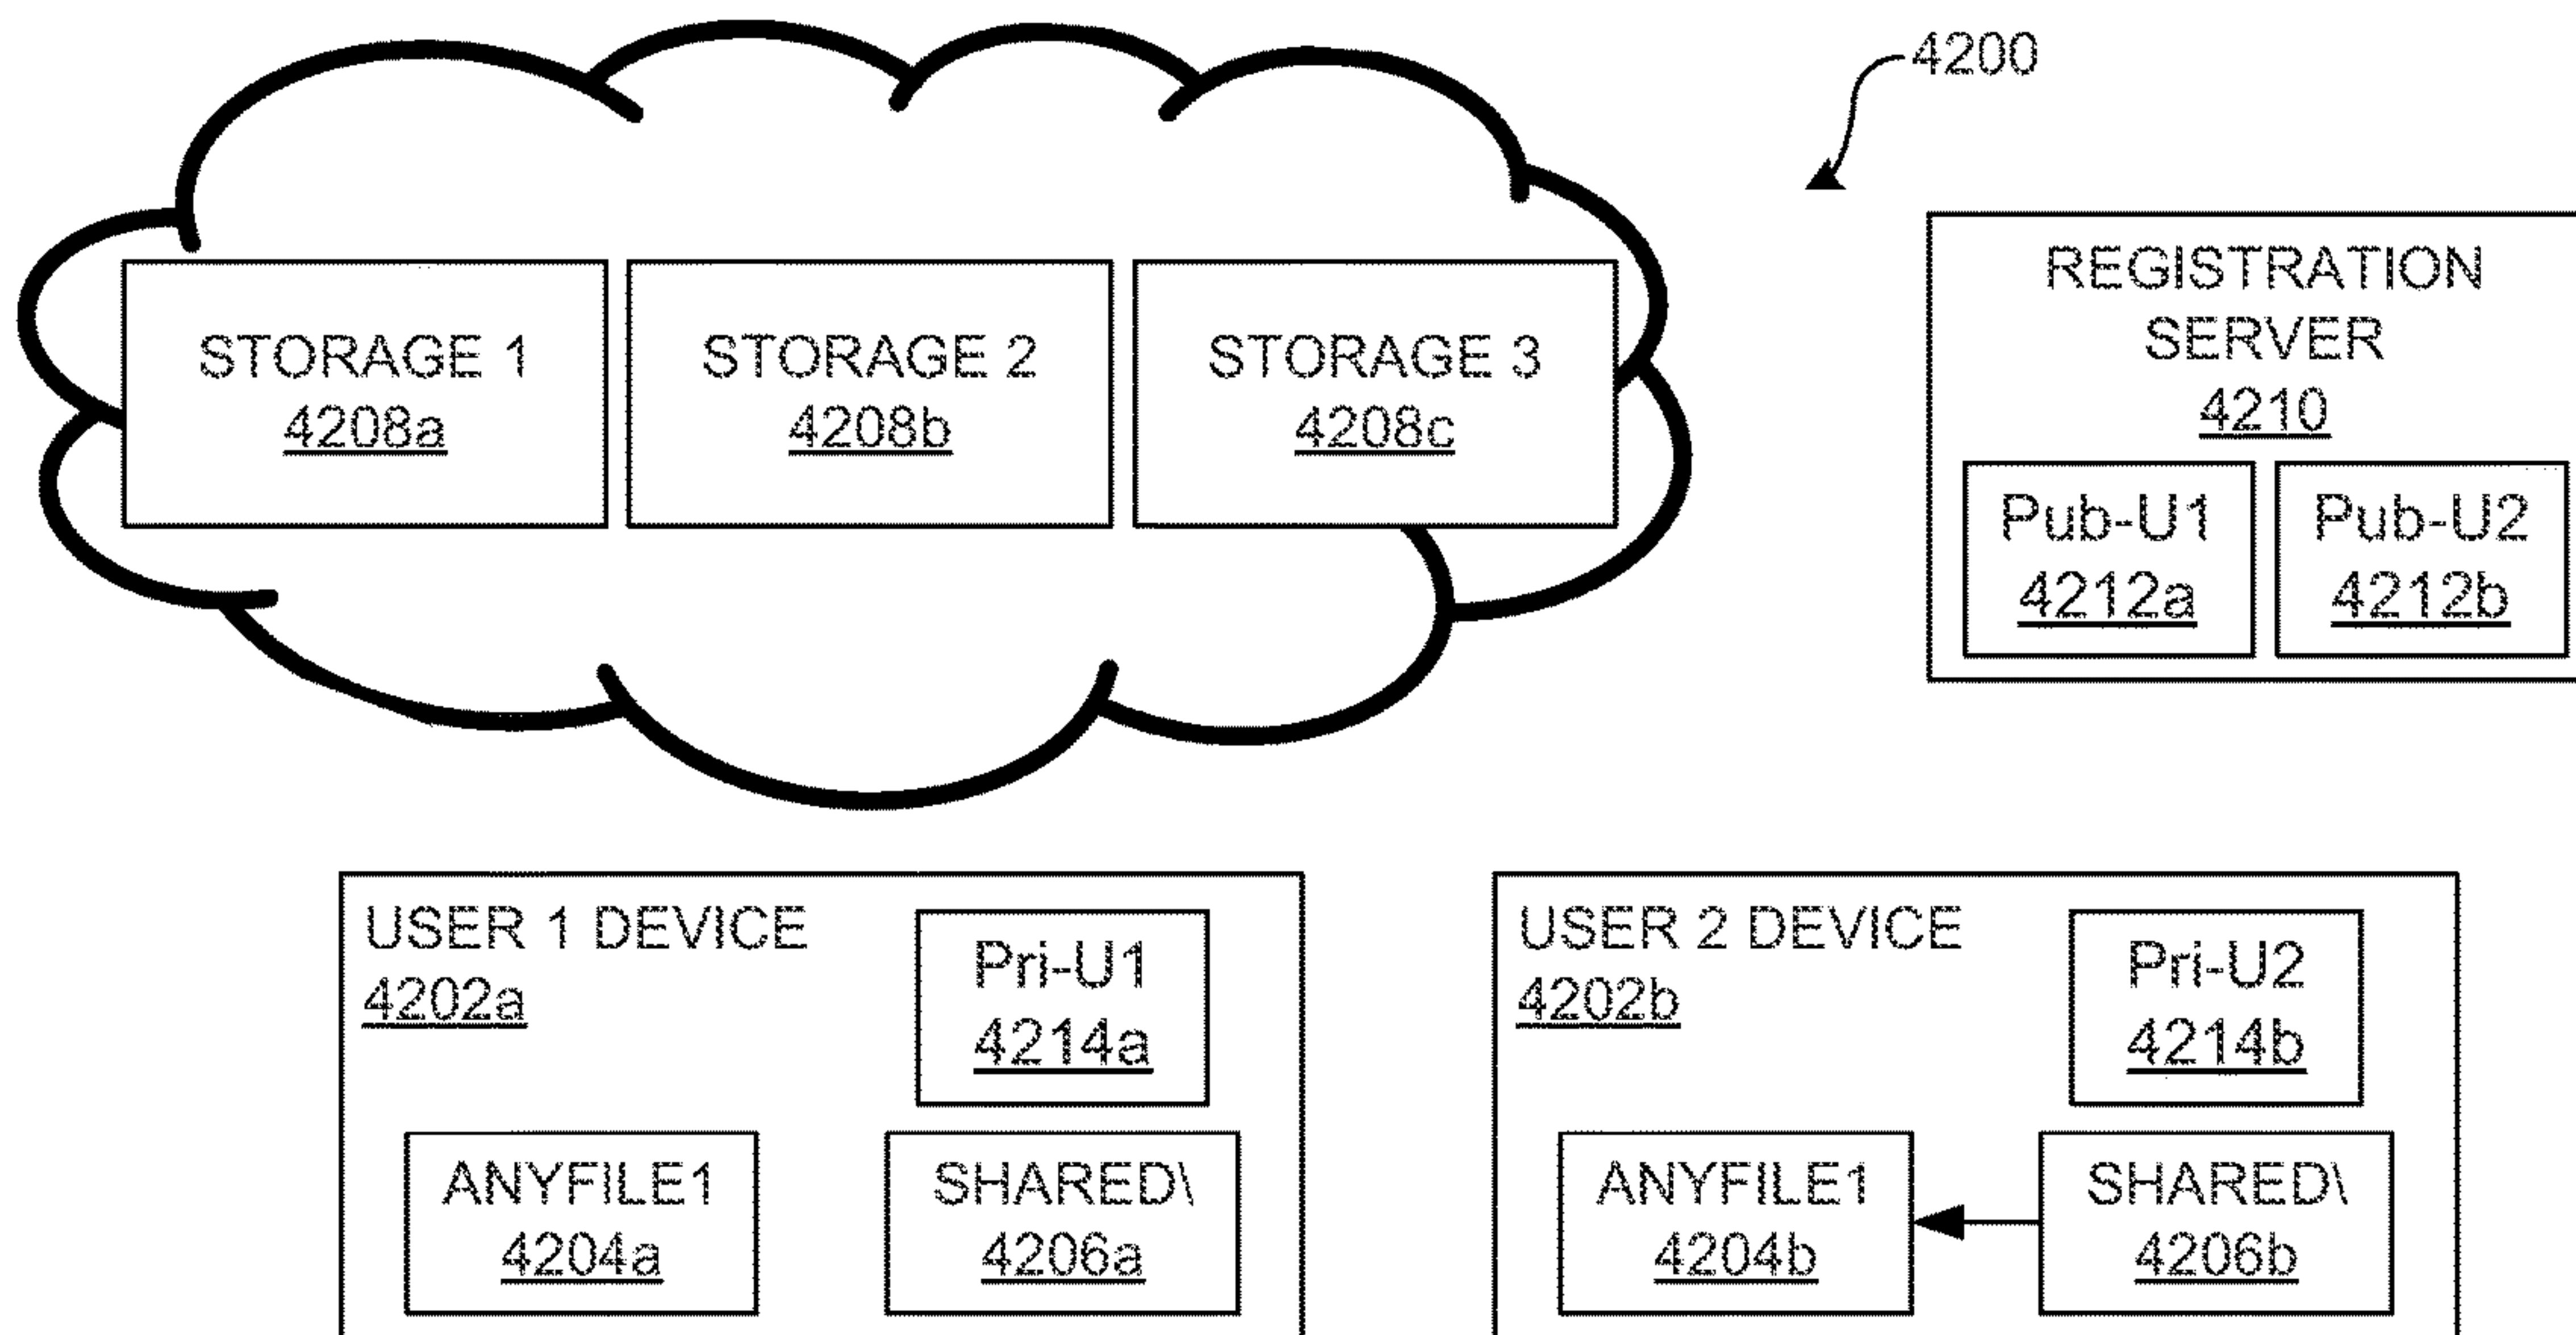 4200
STORAGE 1
4208a
STORAGE 2
4208b
STORAGE 3
4208c
REGISTRATION
SERVER
4210
Pub-U1
4212a
Pub-U2
4212b
USER 1 DEVICE
4202a
Pri-U1
4214a
ANYFILE1
4204a
SHARED\
4206a
USER 2 DEVICE
4202b
Pri-U2
4214b
ANYFILE1
4204b
SHARED\
4206b